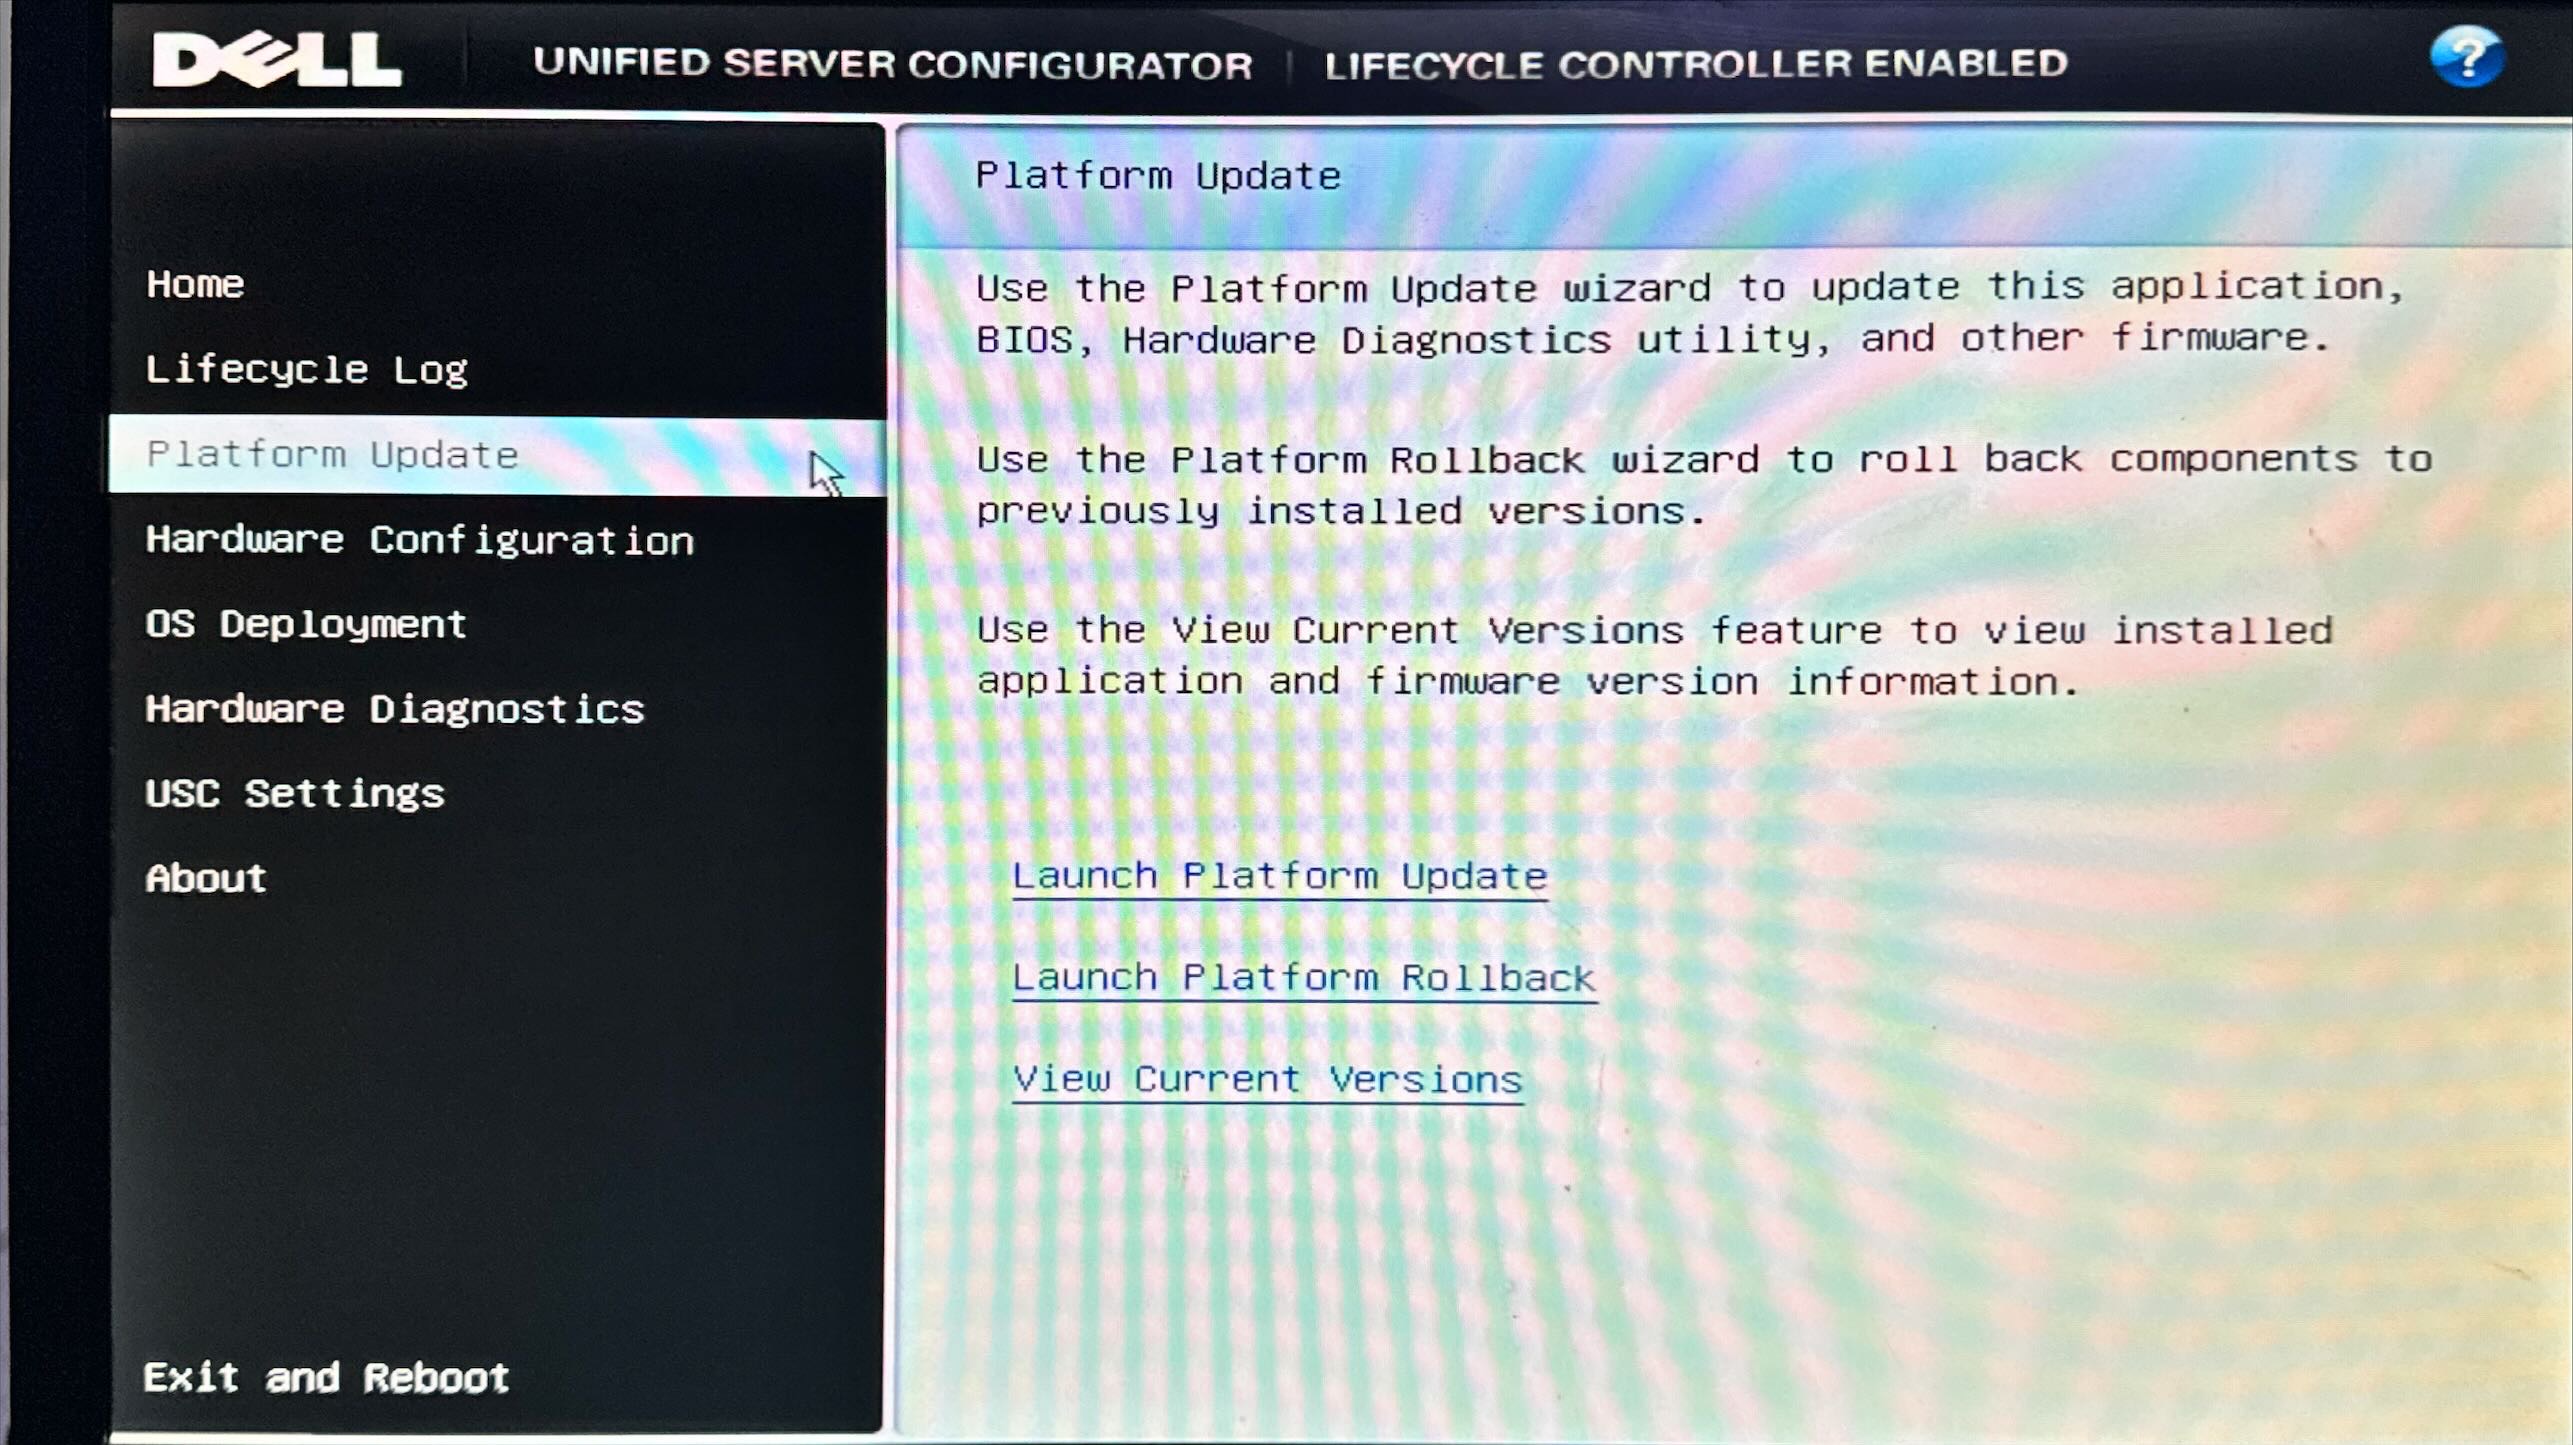 DELL
UNIFIED SERVER CONFIGURATOR | LIFECYCLE CONTROLLER ENABLED
?
Home
Lifecycle Log
Platform Update
Hardware Configuration
OS Deployment
Hardware Diagnostics
USC Settings
About
Exit and Reboot
Platform Update
Use the Platform Update wizard to update this application,
BIOS, Hardware Diagnostics utility, and other firmware.
Use the Platform Rollback wizard to roll back components to
previously installed versions.
Use the View Current Versions feature to view installed
application and firmware version information.
Launch Platform Update
Launch Platform Rollback
View Current Versions